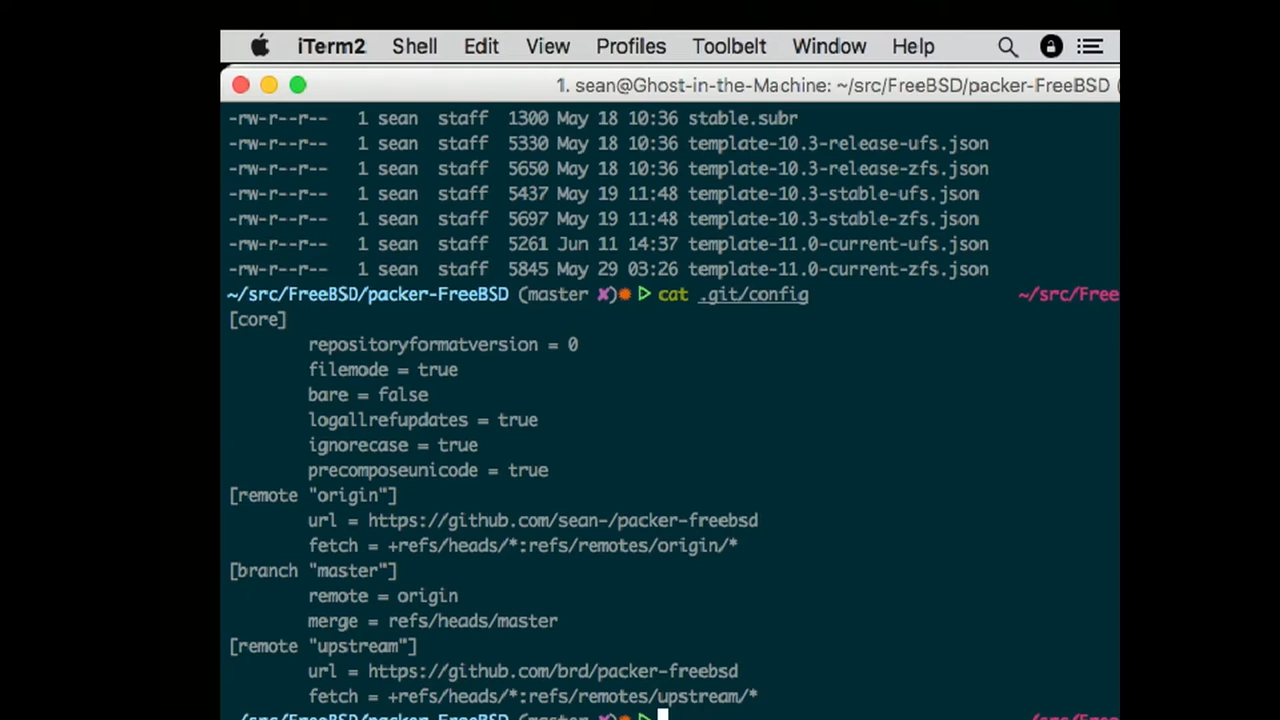 iTerm2 Shell Edit View Profiles Toolbelt Window Help
1. sean@Ghost-in-the-Machine: ~/src/FreeBSD/packer-FreeBSD (
-rw-r--r-- 1 sean staff 1300 May 18 10:36 stable.subr
-rw-r--r-- 1 sean staff 5330 May 18 10:36 template-10.3-release-ufs.json
-rw-r--r-- 1 sean staff 5650 May 18 10:36 template-10.3-release-zfs.json
-rw-r--r-- 1 sean staff 5437 May 19 11:48 template-10.3-stable-ufs.json
-rw-r--r-- 1 sean staff 5697 May 19 11:48 template-10.3-stable-zfs.json
-rw-r--r-- 1 sean staff 5261 Jun 11 14:37 template-11.0-current-ufs.json
-rw-r--r-- 1 sean staff 5845 May 29 03:26 template-11.0-current-zfs.json
~/src/FreeBSD/packer-FreeBSD (master ✘)✹ ▷ cat .git/config ~/src/Free
[core]
repositoryformatversion = 0
filemode = true
bare = false
logallrefupdates = true
ignorecase = true
precomposeunicode = true
[remote "origin"]
url = https://github.com/sean-/packer-freebsd
fetch = +refs/heads/*:refs/remotes/origin/*
[branch "master"]
remote = origin
merge = refs/heads/master
[remote "upstream"]
url = https://github.com/brd/packer-freebsd
fetch = +refs/heads/*:refs/remotes/upstream/*
~/src/FreeBSD/packer-FreeBSD (master ✘)✹ ▷ ~/src/Free